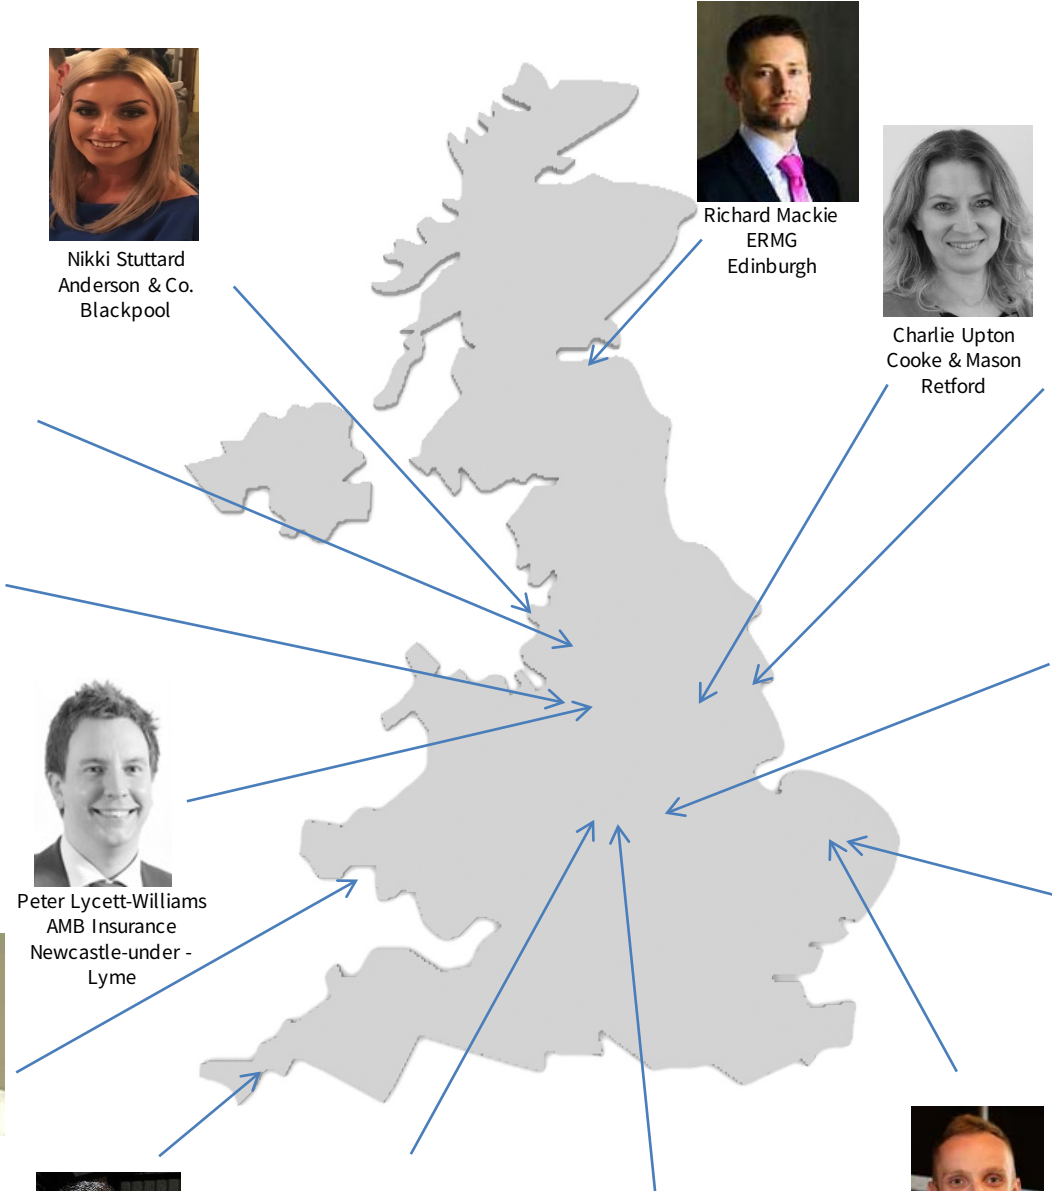 Richard Mackie
ERMG
Edinburgh
Nikki Stuttard
Anderson & Co.
Blackpool
Charlie Upton
Cooke & Mason
Retford
Peter Lycett-Williams
AMB Insurance
Newcastle-under -
Lyme